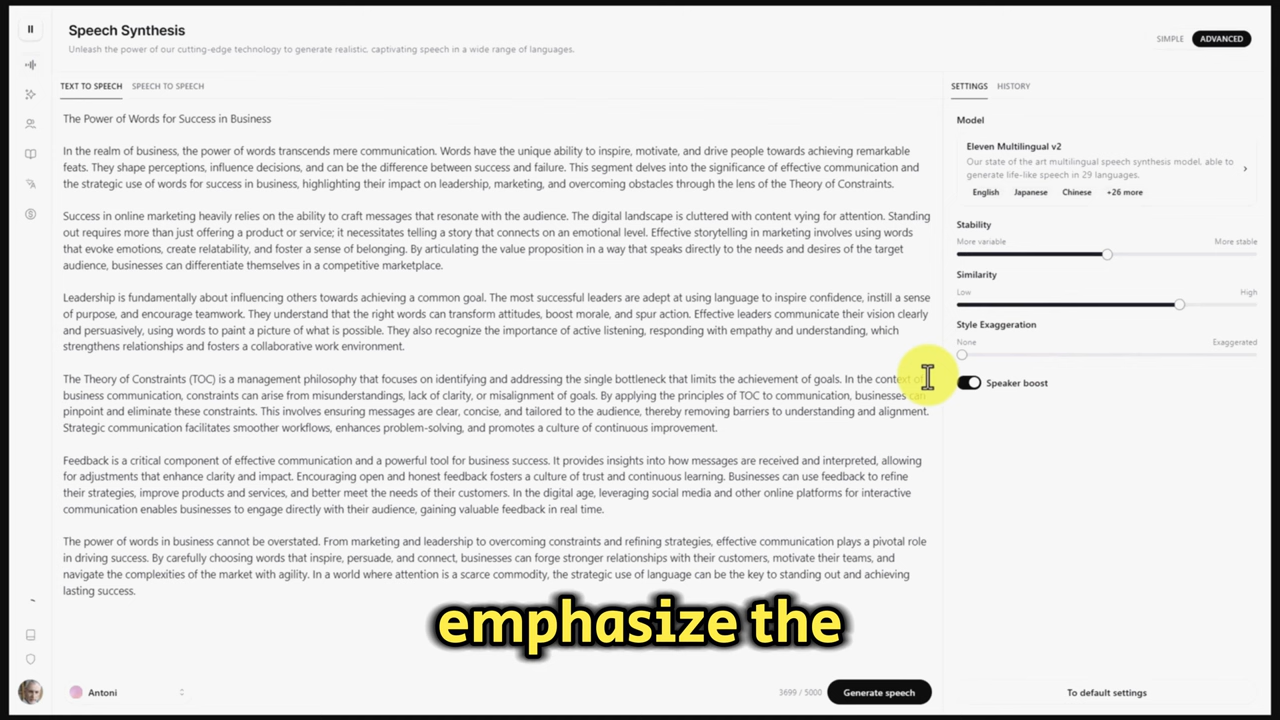 Speech Synthesis
Unleash the power of our cutting-edge technology to generate realistic, captivating speech in a wide range of languages.
SIMPLE ADVANCED
TEXT TO SPEECH SPEECH TO SPEECH
SETTINGS HISTORY
The Power of Words for Success in Business
In the realm of business, the power of words transcends mere communication. Words have the unique ability to inspire, motivate, and drive people towards achieving remarkable
feats. They shape perceptions, influence decisions, and can be the difference between success and failure. This segment delves into the significance of effective communication and
the strategic use of words for success in business, highlighting their impact on leadership, marketing, and overcoming obstacles through the lens of the Theory of Constraints.
Success in online marketing heavily relies on the ability to craft messages that resonate with the audience. The digital landscape is cluttered with content vying for attention. Standing
out requires more than just offering a product or service; it necessitates telling a story that connects on an emotional level. Effective storytelling in marketing involves using words
that evoke emotions, create relatability, and foster a sense of belonging. By articulating the value proposition in a way that speaks directly to the needs and desires of the target
audience, businesses can differentiate themselves in a competitive marketplace.
Leadership is fundamentally about influencing others towards achieving a common goal. The most successful leaders are adept at using language to inspire confidence, instill a sense
of purpose, and encourage teamwork. They understand that the right words can transform attitudes, boost morale, and spur action. Effective leaders communicate their vision clearly
and persuasively, using words to paint a picture of what is possible. They also recognize the importance of active listening, responding with empathy and understanding, which
strengthens relationships and fosters a collaborative work environment.
The Theory of Constraints (TOC) is a management philosophy that focuses on identifying and addressing the single bottleneck that limits the achievement of goals. In the context of
business communication, constraints can arise from misunderstandings, lack of clarity, or misalignment of goals. By applying the principles of TOC to communication, businesses can
pinpoint and eliminate these constraints. This involves ensuring messages are clear, concise, and tailored to the audience, thereby removing barriers to understanding and alignment.
Strategic communication facilitates smoother workflows, enhances problem-solving, and promotes a culture of continuous improvement.
Feedback is a critical component of effective communication and a powerful tool for business success. It provides insights into how messages are received and interpreted, allowing
for adjustments that enhance clarity and impact. Encouraging open and honest feedback fosters a culture of trust and continuous learning. Businesses can use feedback to refine
their strategies, improve products and services, and better meet the needs of their customers. In the digital age, leveraging social media and other online platforms for interactive
communication enables businesses to engage directly with their audience, gaining valuable feedback in real time.
The power of words in business cannot be overstated. From marketing and leadership to overcoming constraints and refining strategies, effective communication plays a pivotal role
in driving success. By carefully choosing words that inspire, persuade, and connect, businesses can forge stronger relationships with their customers, motivate their teams, and
navigate the complexities of the market with agility. In a world where attention is a scarce commodity, the strategic use of language can be the key to standing out and achieving
lasting success.
Model
Eleven Multilingual v2
Our state of the art multilingual speech synthesis model, able to
generate life-like speech in 29 languages.
English Japanese Chinese +26 more
Stability
More variable More stable
Similarity
Low High
Style Exaggeration
None Exaggerated
Speaker boost
emphasize the
Antoni
3699 / 5000
Generate speech
To default settings